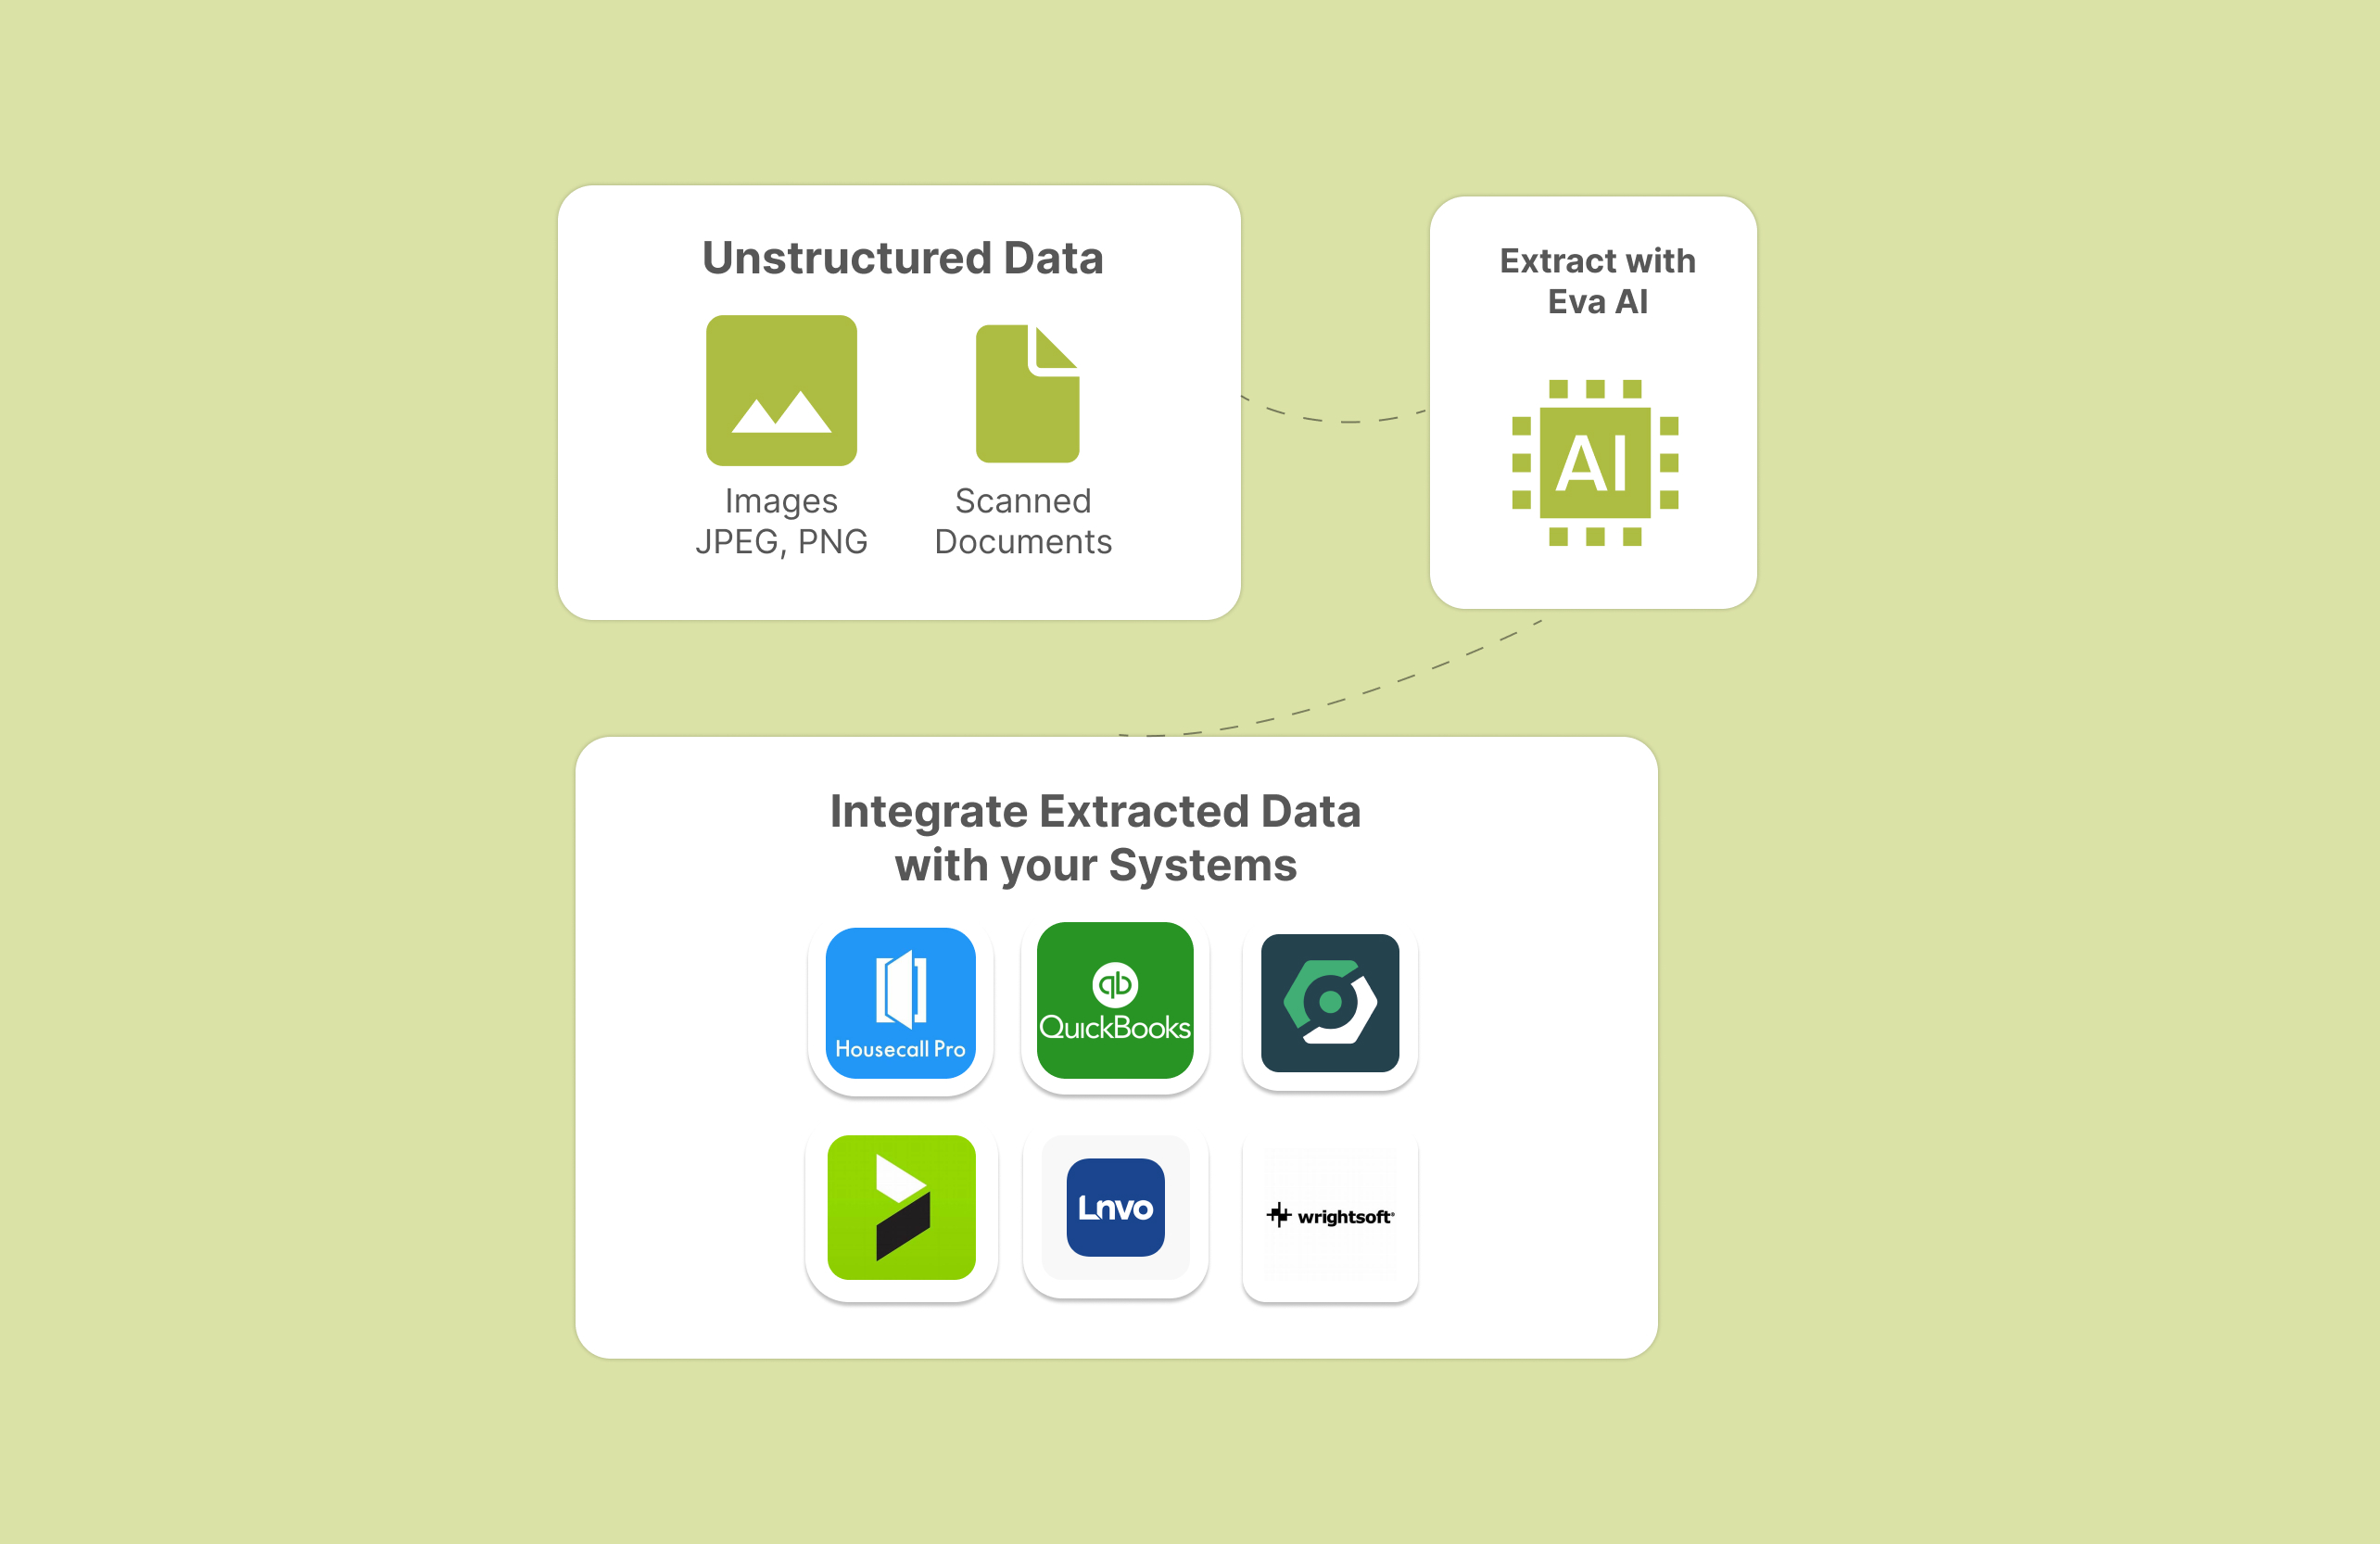 Unstructured Data
Images
JPEG, PNG
Scanned
Documents
Extract with
Eva AI
AI
Integrate Extracted Data
with your Systems
Housecall Pro
qb
QuickBooks
Lnvo
wrightsoft®